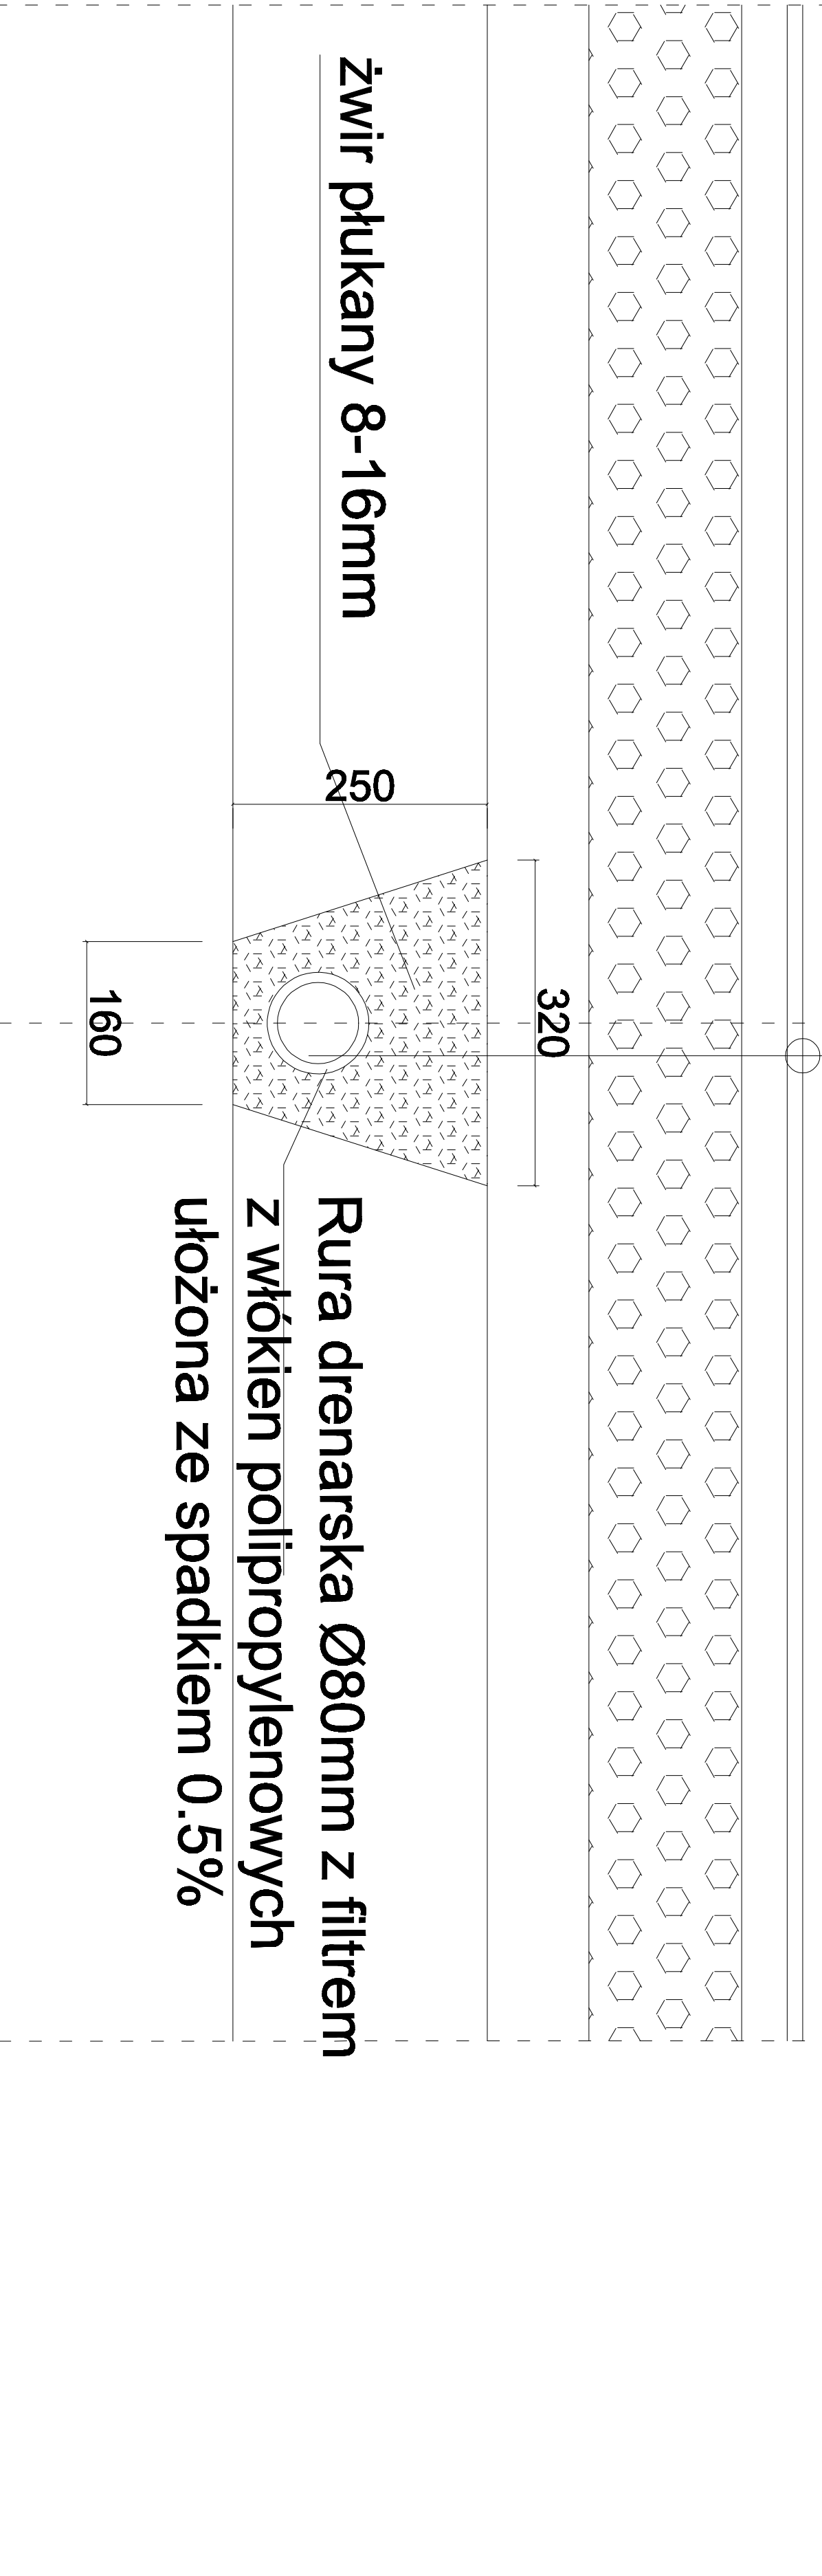 żwir płukany 8-16mm
250
320
160
Rura drenarska Ø80mm z filtrem
z włókien polipropylenowych
ułożona ze spadkiem 0.5%